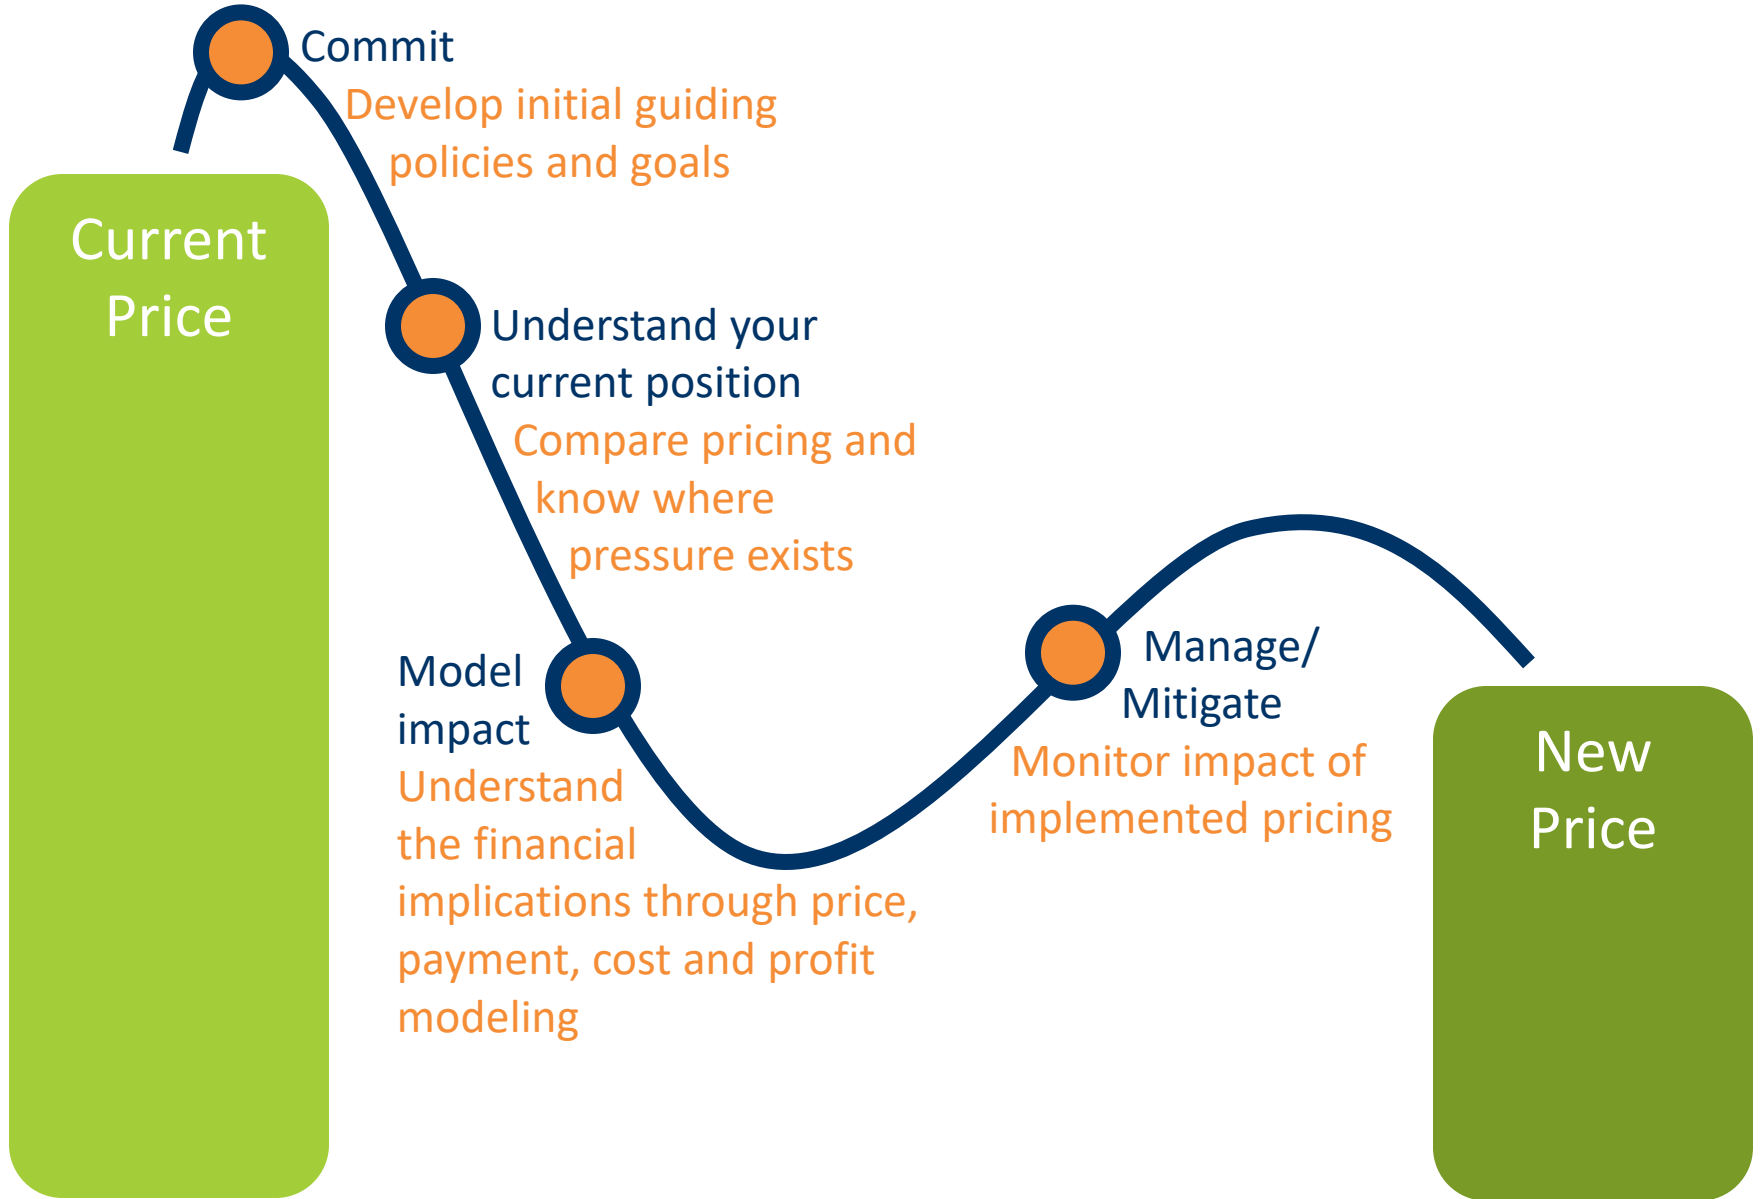 Commit
Develop initial guiding
policies and goals
Current
Price
Understand your
current position
Compare pricing and
know where
pressure exists
Model
impact
Understand
the financial
implications through price,
payment, cost and profit
modeling
Manage/
Mitigate
Monitor impact of
implemented pricing
New
Price